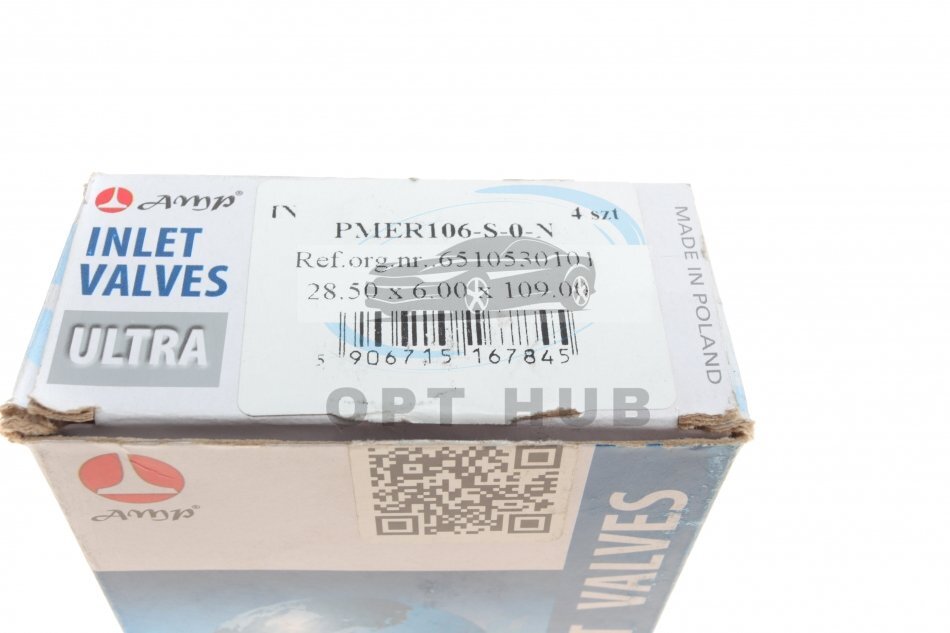 AMP®
INLET
VALVES
ULTRA
IN 4 szt
PMER106-S-0-N
Ref.org.nr. 6510530101
28.50 x 6.00 x 109.00
5 906715 167845
MADE IN POLAND
OPT HUB
AMP®
VALVES